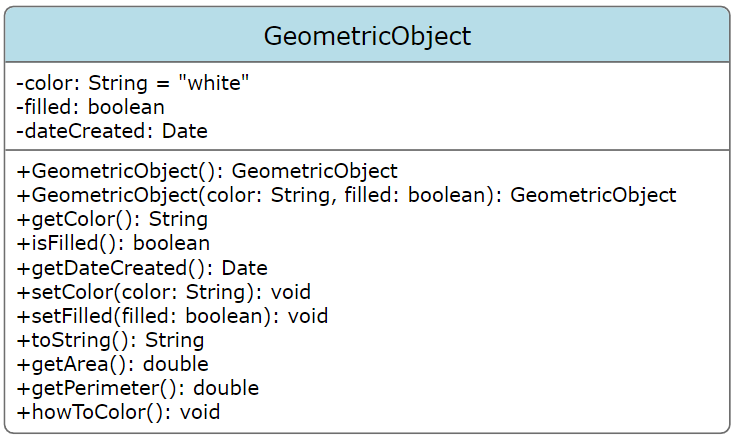 GeometricObject
-color: String = "white"
-filled: boolean
-dateCreated: Date
+GeometricObject(): GeometricObject
+GeometricObject(color: String, filled: boolean): GeometricObject
+getColor(): String
+isFilled(): boolean
+getDateCreated(): Date
+setColor(color: String): void
+setFilled(filled: boolean): void
+toString(): String
+getArea(): double
+getPerimeter(): double
+howToColor(): void